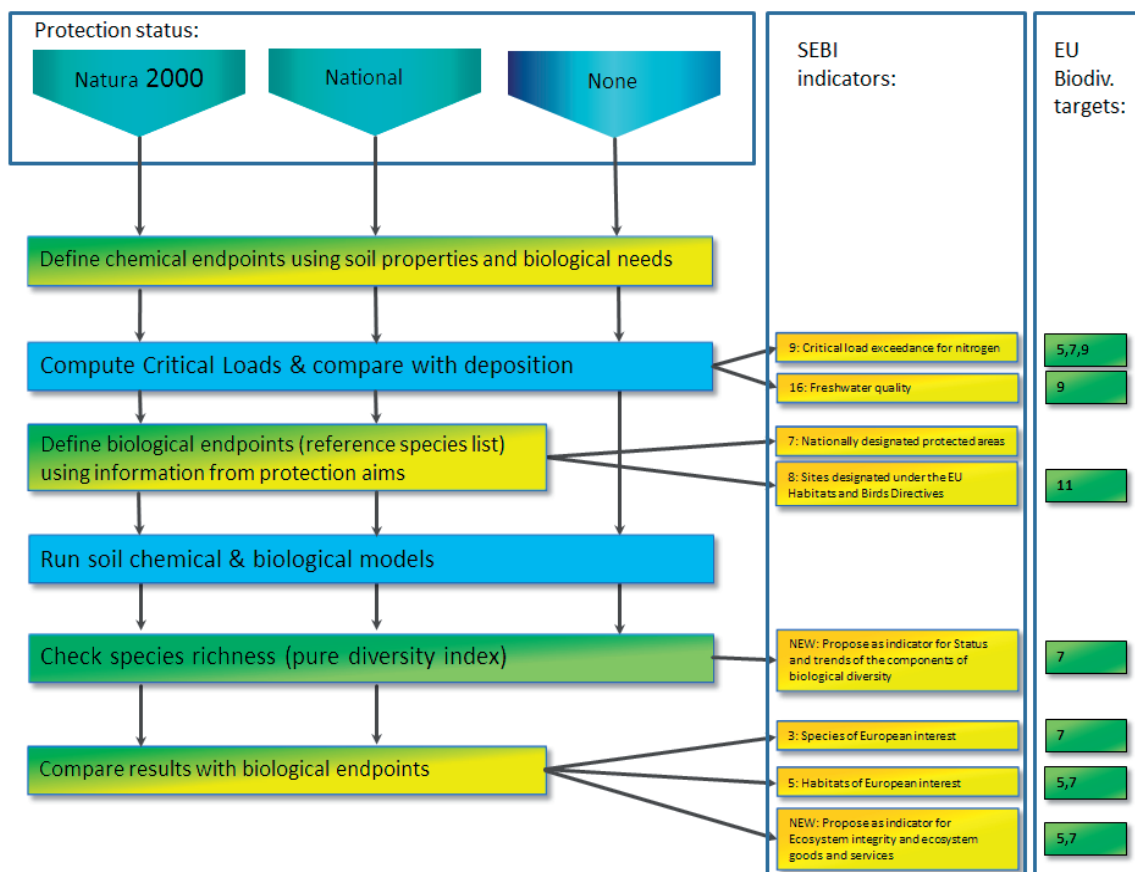 Protection status:
Natura 2000
National
None
SEBI
indicators:
EU
Biodiv.
targets:
Define chemical endpoints using soil properties and biological needs
Compute Critical Loads & compare with deposition
9: Critical load exceedance for nitrogen
5,7,9
16: Freshwater quality
9
Define biological endpoints (reference species list)
using information from protection aims
7: Nationally designated protected areas
8: Sites designated under the EU
Habitats and Birds Directives
11
Run soil chemical & biological models
Check species richness (pure diversity index)
NEW: Propose as indicator for Status
and trends of the components of
biological diversity
7
Compare results with biological endpoints
3: Species of European interest
7
5: Habitats of European interest
5,7
NEW: Propose as indicator for
Ecosystem integrity and ecosystem
goods and services
5,7